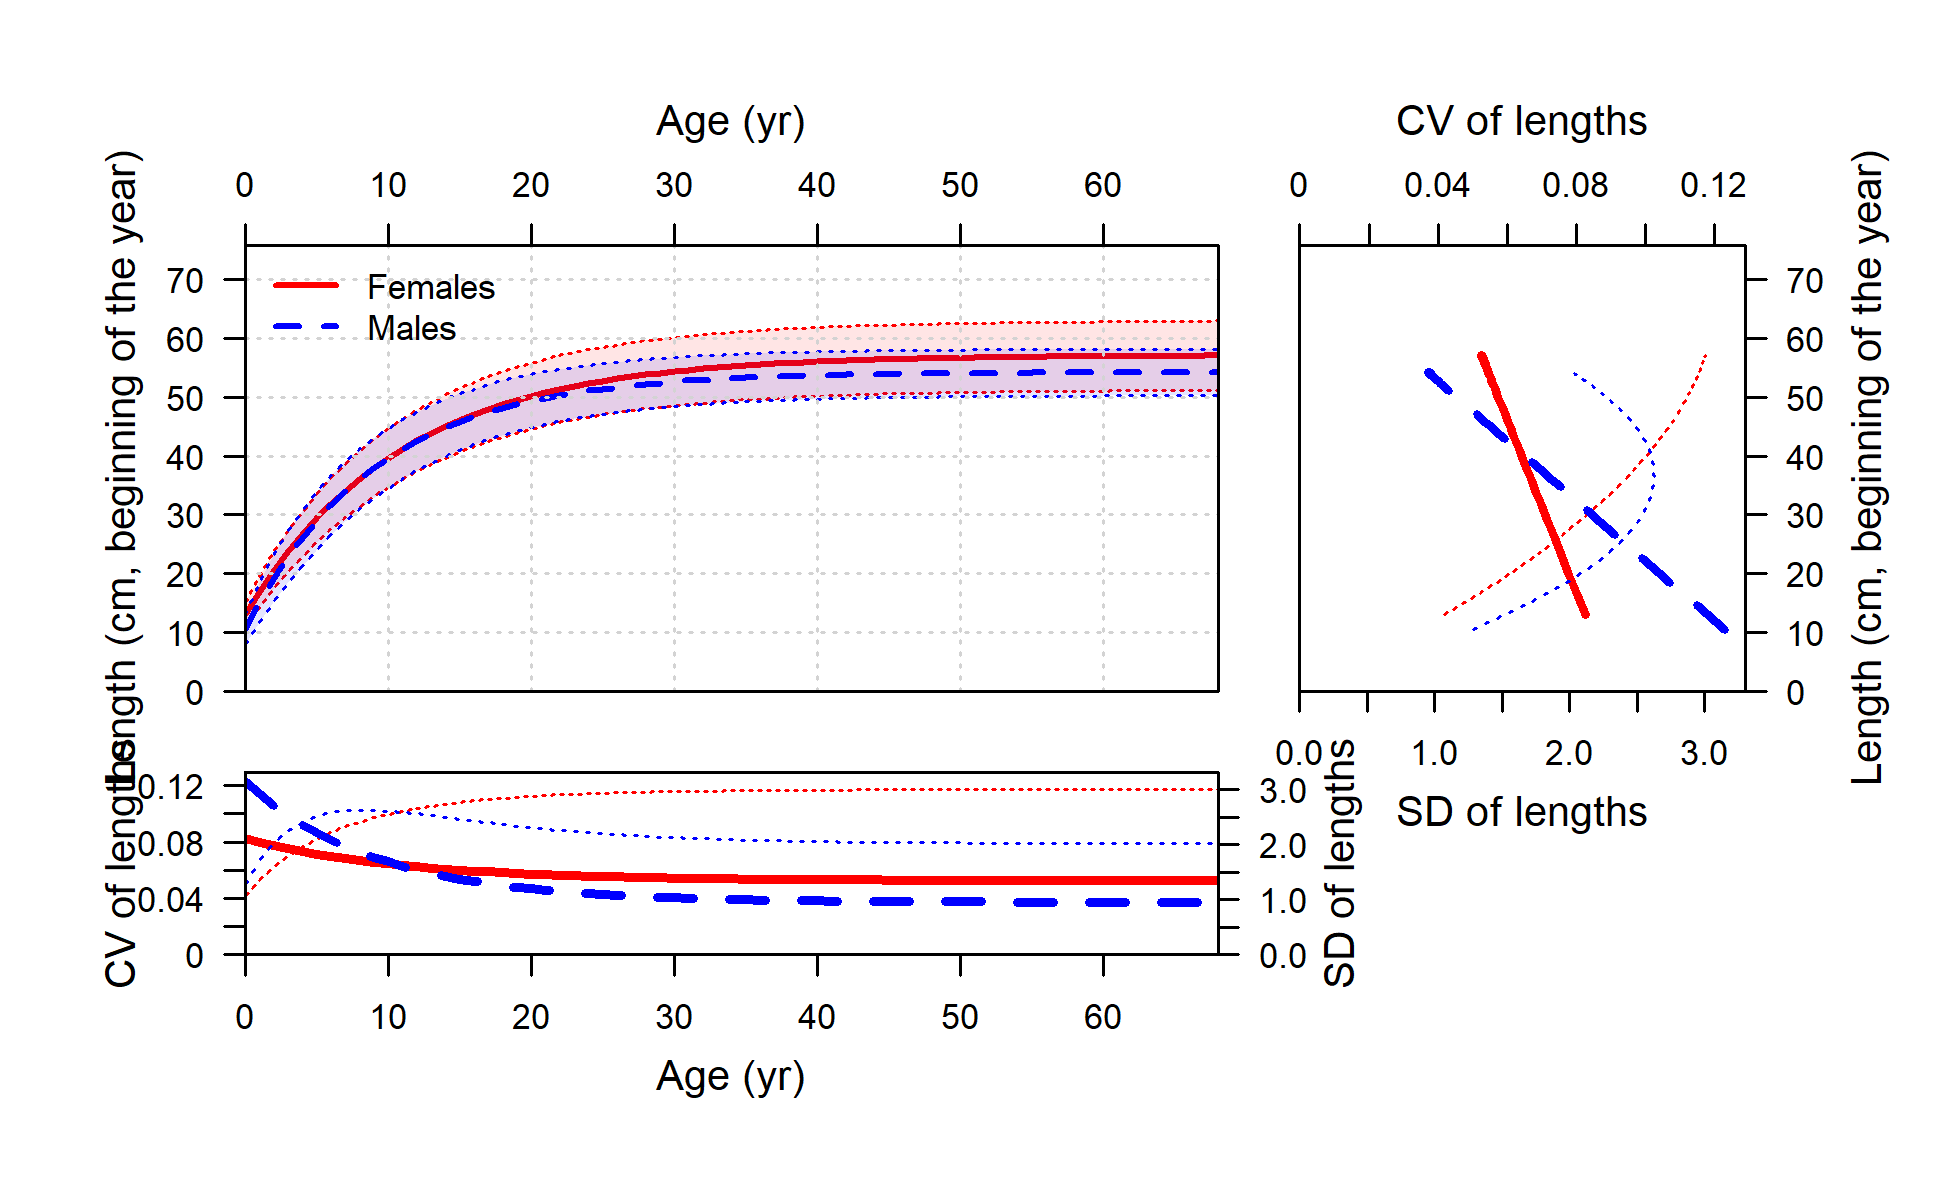 Age (yr)
CV of lengths
0 10 20 30 40 50 60
0 0.04 0.08 0.12
Length (cm, beginning of the year)
70
60
50
40
30
20
10
0
Females
Males
70
60
50
40
30
20
10
0
Length (cm, beginning of the year)
0.0 1.0 2.0 3.0
SD of lengths
CV of lengths
0.12
0.08
0.04
0
3.0
2.0
1.0
0.0
SD of lengths
0 10 20 30 40 50 60
Age (yr)